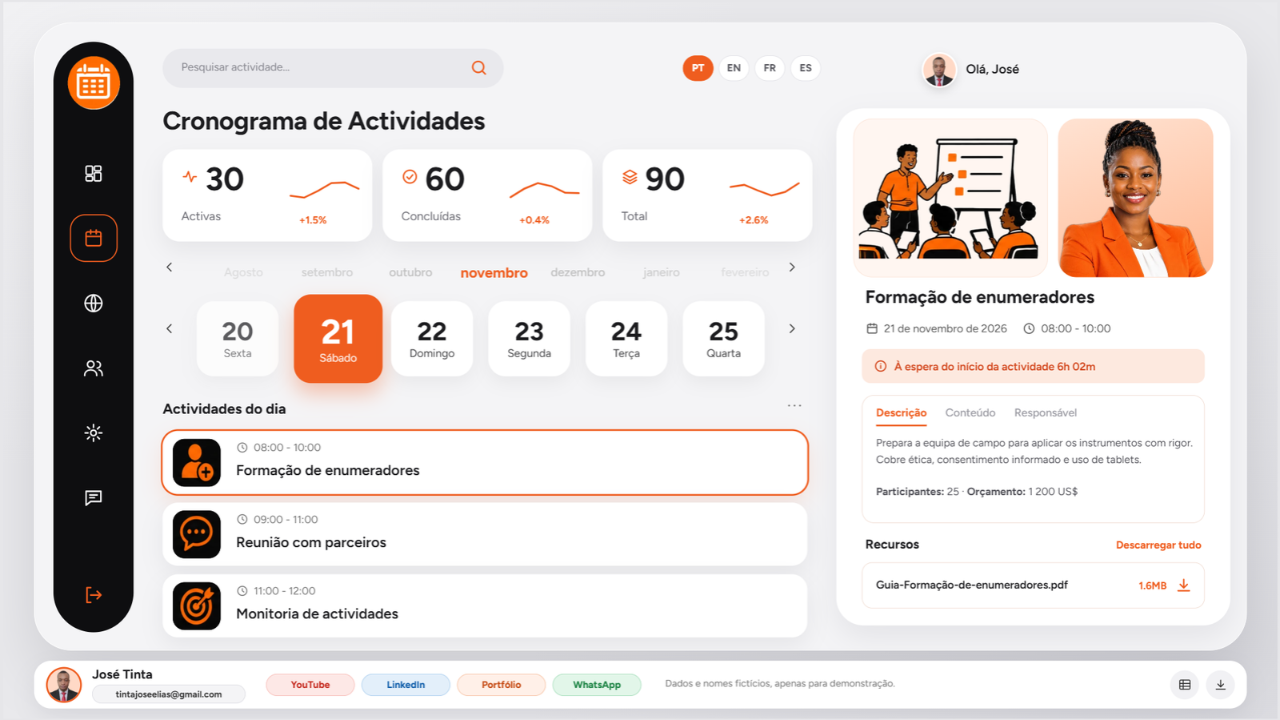 Pesquisar actividade...
PT
EN
FR
ES
Olá, José
Cronograma de Actividades
30
Activas
+1.5%
60
Concluídas
+0.4%
90
Total
+2.6%
Agosto
setembro
outubro
novembro
dezembro
janeiro
fevereiro
20
Sexta
21
Sábado
22
Domingo
23
Segunda
24
Terça
25
Quarta
Actividades do dia
...
08:00 - 10:00
Formação de enumeradores
09:00 - 11:00
Reunião com parceiros
11:00 - 12:00
Monitoria de actividades
Formação de enumeradores
21 de novembro de 2026
08:00 - 10:00
À espera do início da actividade 6h 02m
Descrição
Conteúdo
Responsável
Prepara a equipa de campo para aplicar os instrumentos com rigor.
Cobre ética, consentimento informado e uso de tablets.
Participantes: 25 · Orçamento: 1 200 US$
Recursos
Descarregar tudo
Guia-Formação-de-enumeradores.pdf
1.6MB
José Tinta
tintajoseelias@gmail.com
YouTube
LinkedIn
Portfólio
WhatsApp
Dados e nomes fictícios, apenas para demonstração.